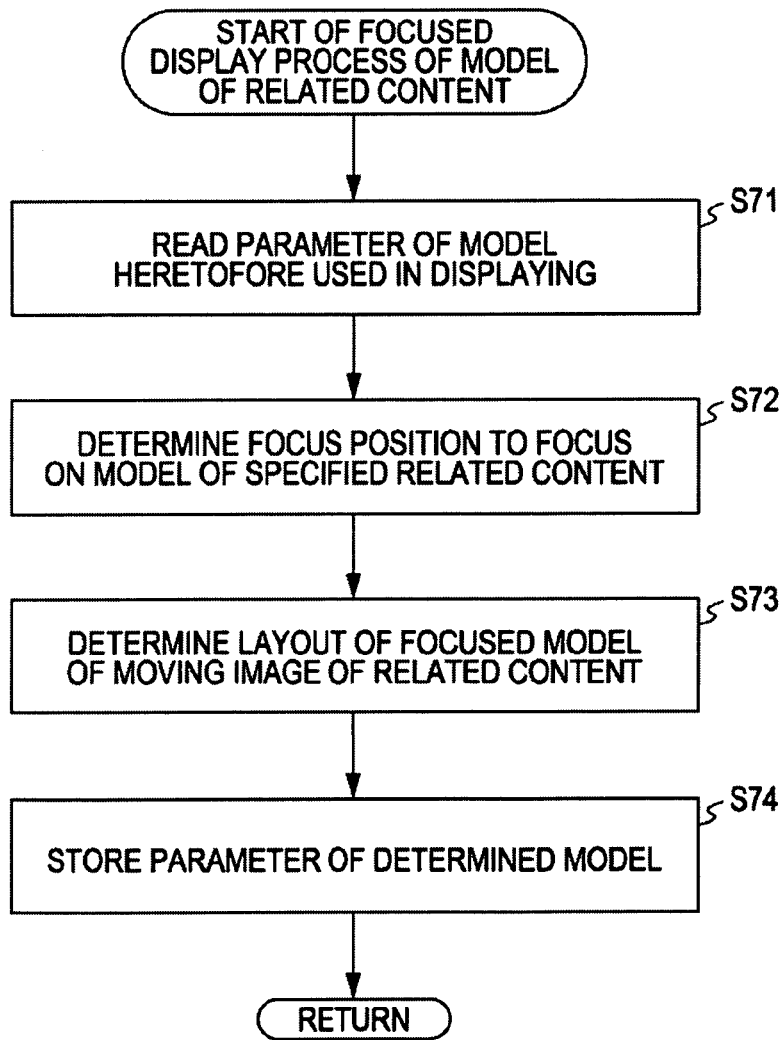 START OF FOCUSED
DISPLAY PROCESS OF MODEL
OF RELATED CONTENT
S71
READ PARAMETER OF MODEL
HERETOFORE USED IN DISPLAYING
S72
DETERMINE FOCUS POSITION TO FOCUS
ON MODEL OF SPECIFIED RELATED CONTENT
S73
DETERMINE LAYOUT OF FOCUSED MODEL
OF MOVING IMAGE OF RELATED CONTENT
S74
STORE PARAMETER OF DETERMINED MODEL
RETURN